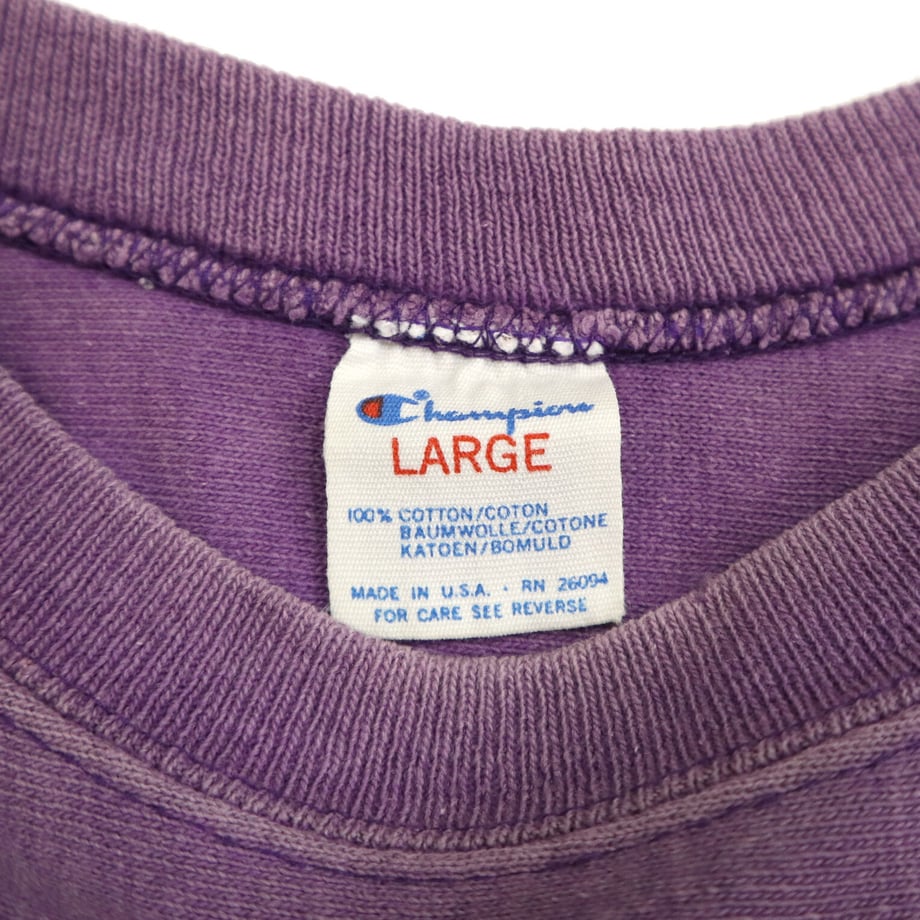 Champion
LARGE
100% COTTON/COTON
BAUMWOLLE/COTONE
KATOEN/BOMULD
MADE IN U.S.A. · RN 26094
FOR CARE SEE REVERSE